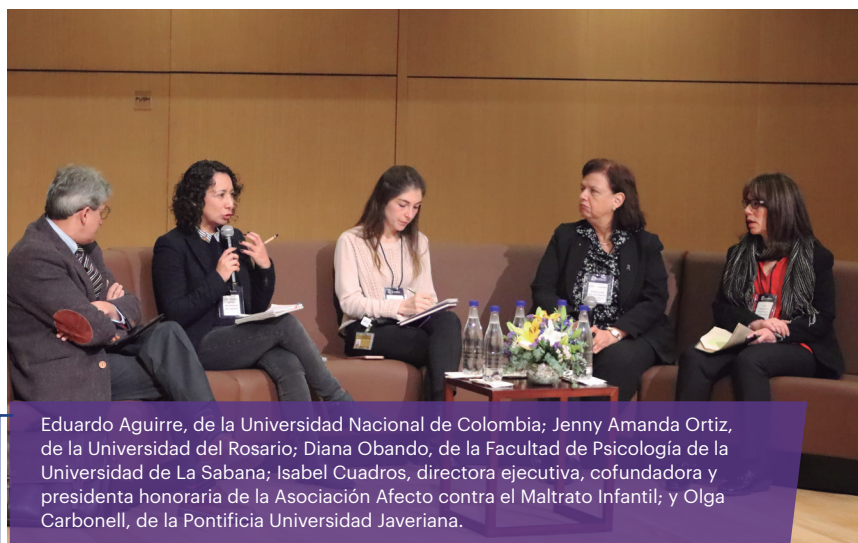 PUSH
Eduardo Aguirre, de la Universidad Nacional de Colombia; Jenny Amanda Ortiz,
de la Universidad del Rosario; Diana Obando, de la Facultad de Psicología de la
Universidad de La Sabana; Isabel Cuadros, directora ejecutiva, cofundadora y
presidenta honoraria de la Asociación Afecto contra el Maltrato Infantil; y Olga
Carbonell, de la Pontificia Universidad Javeriana.